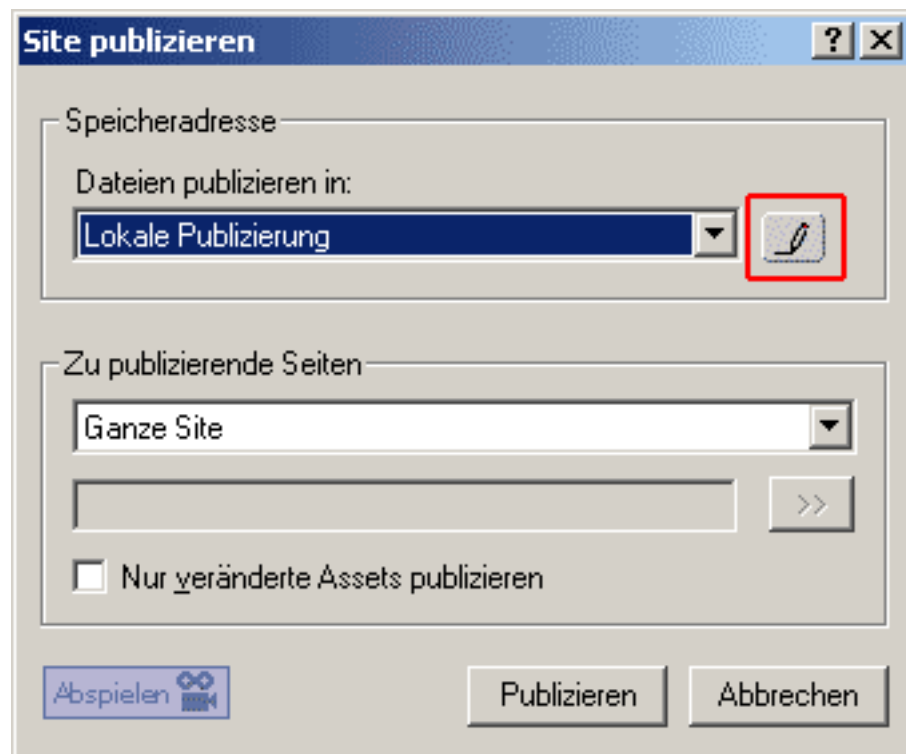 Site publizieren
Speicheradresse
Dateien publizieren in:
Lokale Publizierung
Zu publizierende Seiten
Ganze Site
>>
Nur veränderte Assets publizieren
Abspielen Publizieren Abbrechen